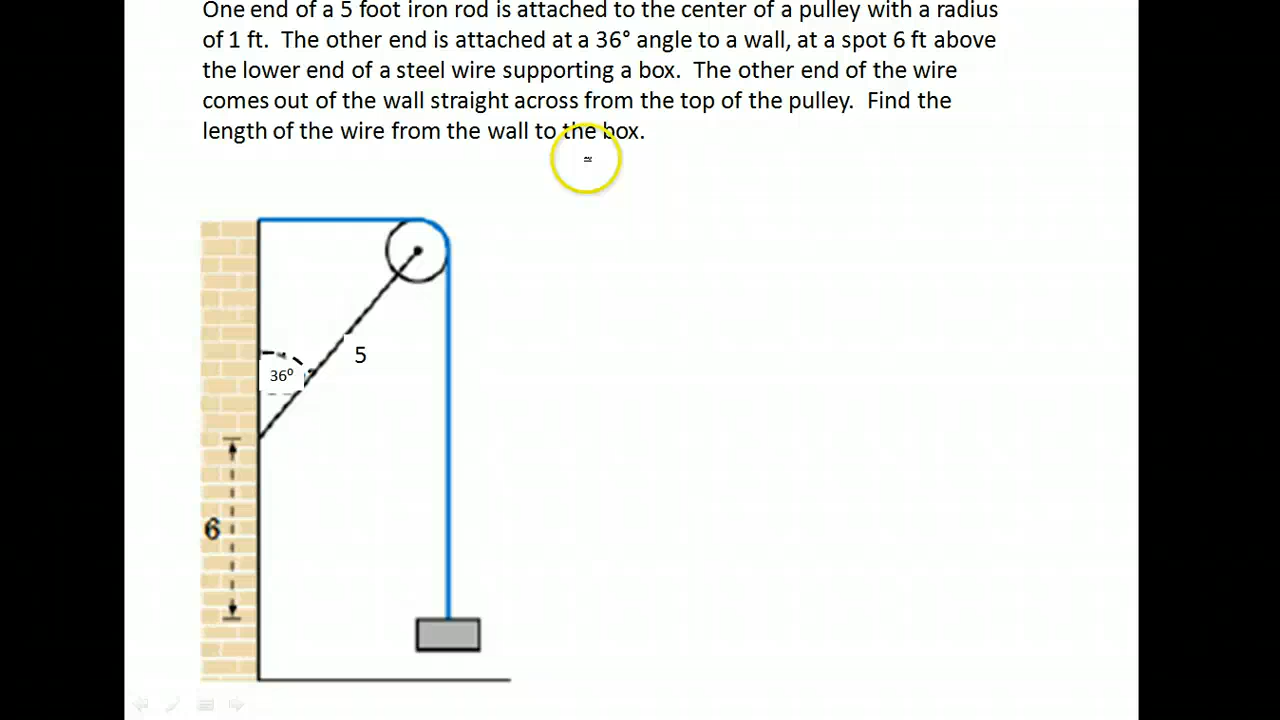 One end of a 5 foot iron rod is attached to the center of a pulley with a radius
of 1 ft.  The other end is attached at a 36° angle to a wall, at a spot 6 ft above
the lower end of a steel wire supporting a box.  The other end of the wire
comes out of the wall straight across from the top of the pulley.  Find the
length of the wire from the wall to the box.
5
36⁰
6